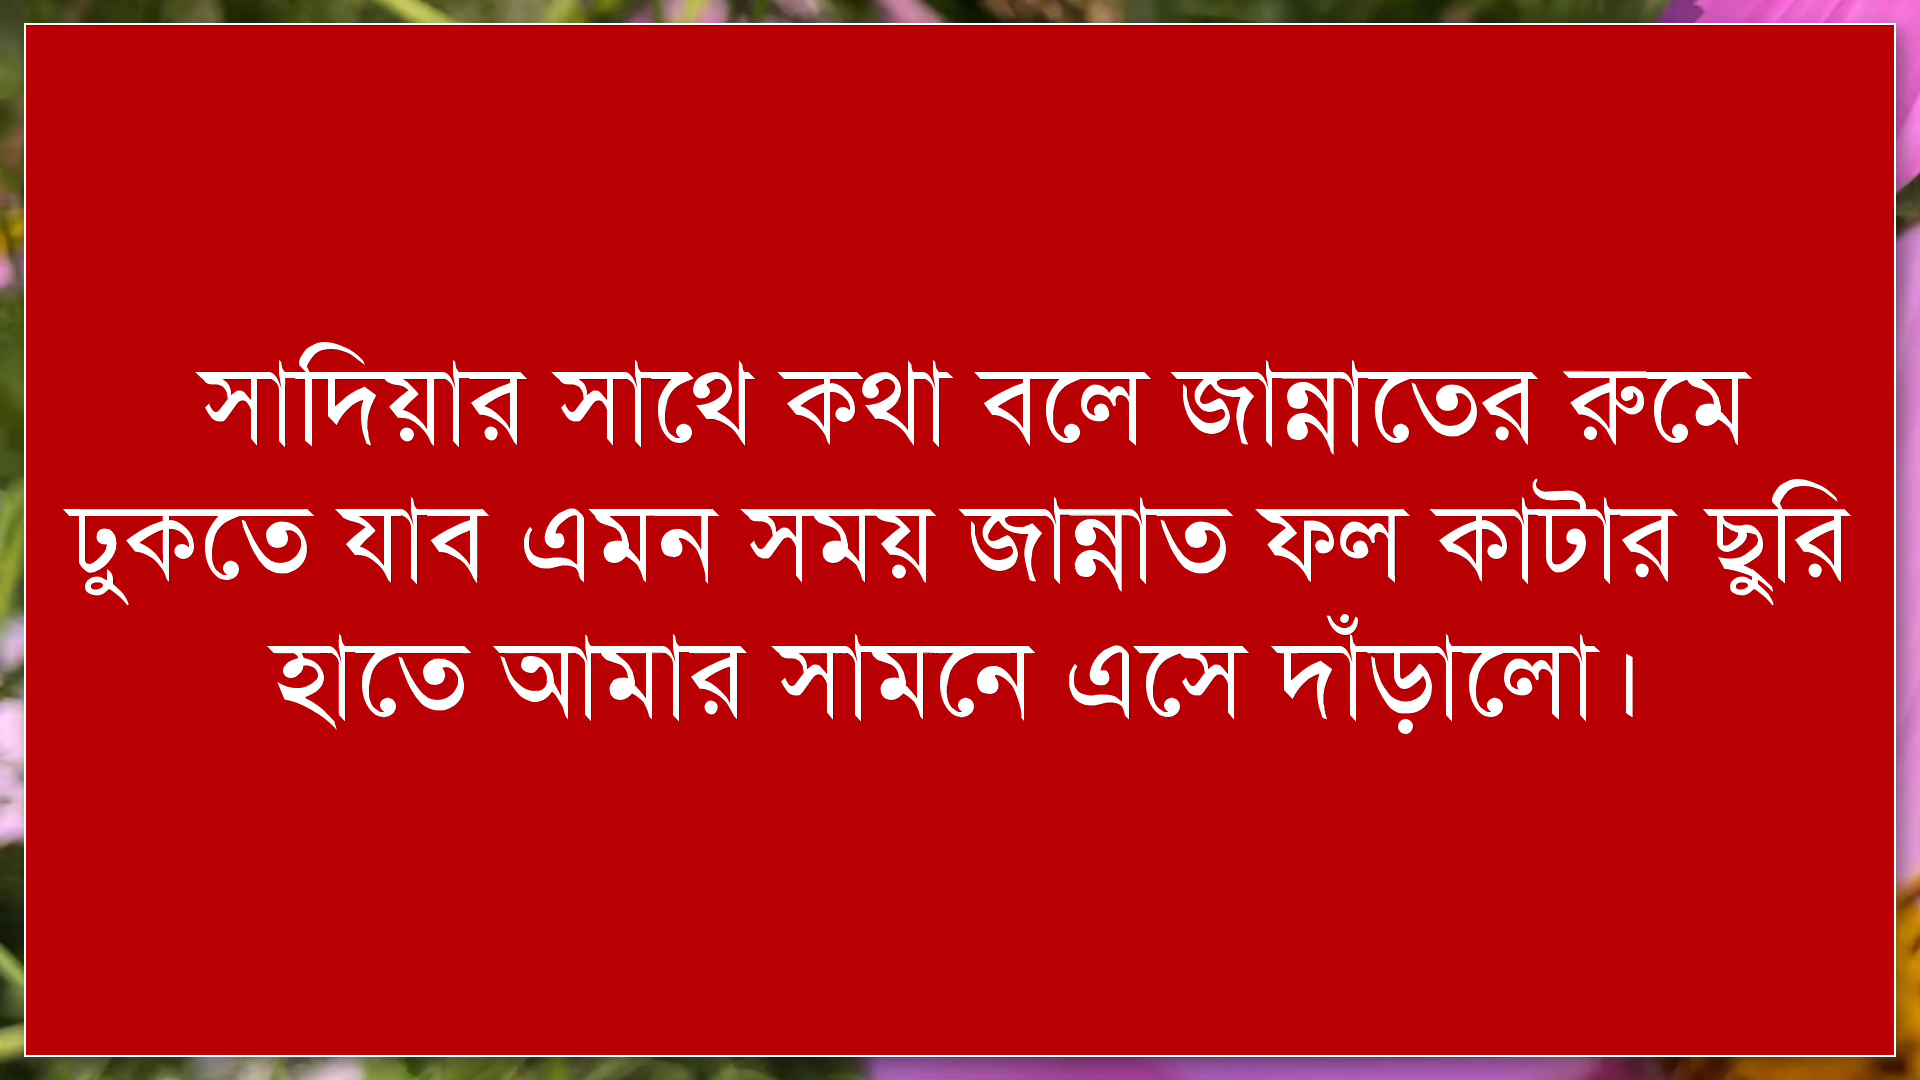 সাদিয়ার সাথে কথা বলে জান্নাতের রুমে
ঢুকতে যাব এমন সময় জান্নাত ফল কাটার ছুরি
হাতে আমার সামনে এসে দাঁড়ালো।